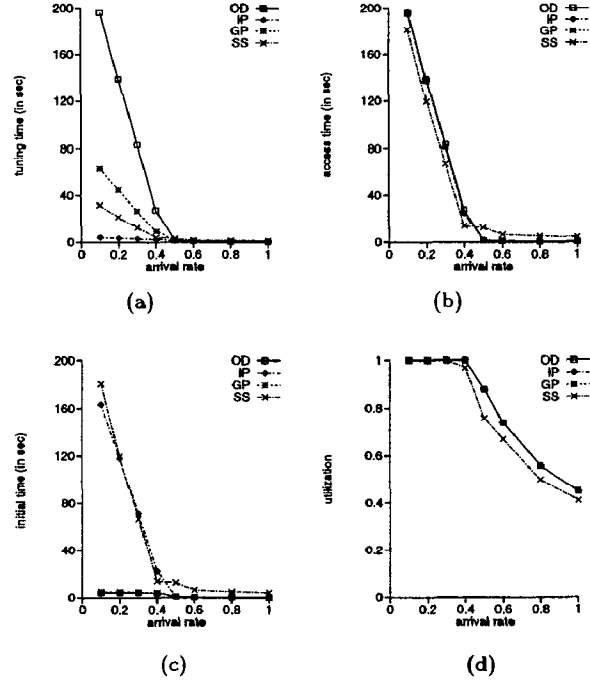 200
160
120
80
40
0
tuning time (in sec)
OD
IP
GP
SS
0 0.2 0.4 0.6 0.8 1
arrival rate
(a)
200
160
120
80
40
0
access time (in sec)
OD
IP
GP
SS
0 0.2 0.4 0.6 0.8 1
arrival rate
(b)
200
160
120
80
40
0
initial time (in sec)
OD
IP
GP
SS
0 0.2 0.4 0.6 0.8 1
arrival rate
(c)
1
0.8
0.6
0.4
0.2
0
utilization
OD
IP
GP
SS
0 0.2 0.4 0.6 0.8 1
arrival rate
(d)